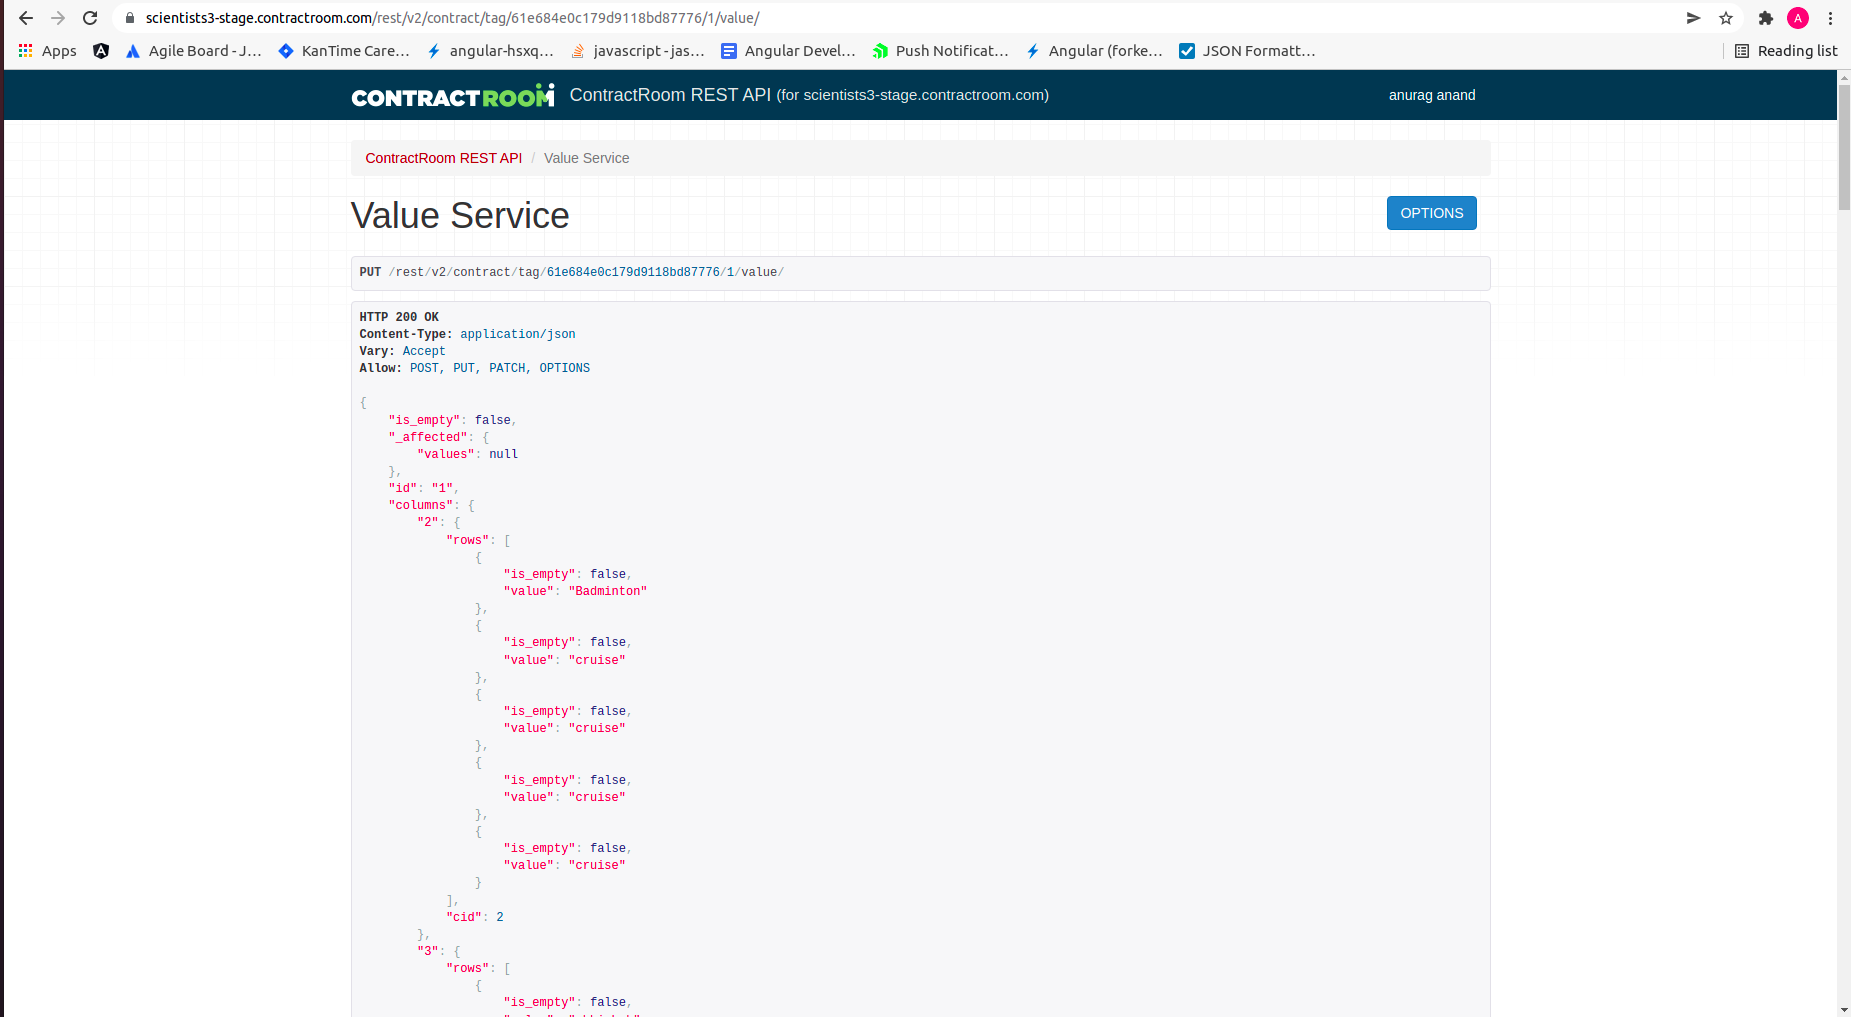 scientists3-stage.contractroom.com/rest/v2/contract/tag/61e684e0c179d9118bd87776/1/value/
A
Apps
Agile Board - J...
KanTime Care...
angular-hsxq...
javascript - jas...
Angular Devel...
Push Notificat...
Angular (forke...
JSON Formatt...
Reading list
CONTRACTROOM ContractRoom REST API (for scientists3-stage.contractroom.com) anurag anand
ContractRoom REST API / Value Service
Value Service
OPTIONS
PUT /rest/v2/contract/tag/61e684e0c179d9118bd87776/1/value/
HTTP 200 OK
Content-Type: application/json
Vary: Accept
Allow: POST, PUT, PATCH, OPTIONS
{
"is_empty": false,
"_affected": {
"values": null
},
"id": "1",
"columns": {
"2": {
"rows": [
{
"is_empty": false,
"value": "Badminton"
},
{
"is_empty": false,
"value": "cruise"
},
{
"is_empty": false,
"value": "cruise"
},
{
"is_empty": false,
"value": "cruise"
},
{
"is_empty": false,
"value": "cruise"
}
],
"cid": 2
},
"3": {
"rows": [
{
"is_empty": false,